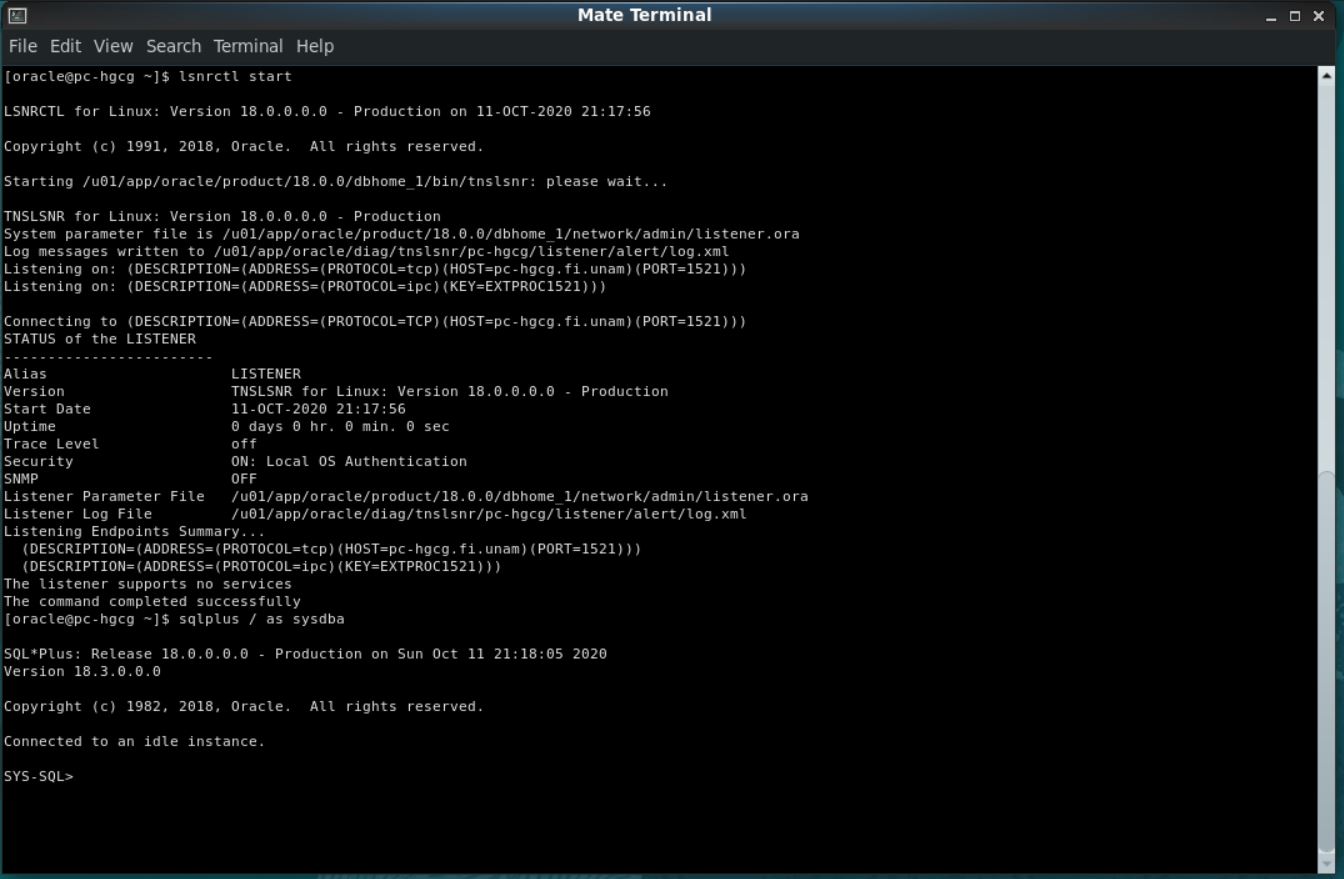 Mate Terminal
File Edit View Search Terminal Help
[oracle@pc-hgcg ~]$ lsnrctl start
LSNRCTL for Linux: Version 18.0.0.0.0 - Production on 11-OCT-2020 21:17:56
Copyright (c) 1991, 2018, Oracle.  All rights reserved.
Starting /u01/app/oracle/product/18.0.0/dbhome_1/bin/tnslsnr: please wait...
TNSLSNR for Linux: Version 18.0.0.0.0 - Production
System parameter file is /u01/app/oracle/product/18.0.0/dbhome_1/network/admin/listener.ora
Log messages written to /u01/app/oracle/diag/tnslsnr/pc-hgcg/listener/alert/log.xml
Listening on: (DESCRIPTION=(ADDRESS=(PROTOCOL=tcp)(HOST=pc-hgcg.fi.unam)(PORT=1521)))
Listening on: (DESCRIPTION=(ADDRESS=(PROTOCOL=ipc)(KEY=EXTPROC1521)))
Connecting to (DESCRIPTION=(ADDRESS=(PROTOCOL=TCP)(HOST=pc-hgcg.fi.unam)(PORT=1521)))
STATUS of the LISTENER
------------------------
Alias                     LISTENER
Version                   TNSLSNR for Linux: Version 18.0.0.0.0 - Production
Start Date                11-OCT-2020 21:17:56
Uptime                    0 days 0 hr. 0 min. 0 sec
Trace Level               off
Security                  ON: Local OS Authentication
SNMP                      OFF
Listener Parameter File   /u01/app/oracle/product/18.0.0/dbhome_1/network/admin/listener.ora
Listener Log File         /u01/app/oracle/diag/tnslsnr/pc-hgcg/listener/alert/log.xml
Listening Endpoints Summary...
  (DESCRIPTION=(ADDRESS=(PROTOCOL=tcp)(HOST=pc-hgcg.fi.unam)(PORT=1521)))
  (DESCRIPTION=(ADDRESS=(PROTOCOL=ipc)(KEY=EXTPROC1521)))
The listener supports no services
The command completed successfully
[oracle@pc-hgcg ~]$ sqlplus / as sysdba
SQL*Plus: Release 18.0.0.0.0 - Production on Sun Oct 11 21:18:05 2020
Version 18.3.0.0.0
Copyright (c) 1982, 2018, Oracle.  All rights reserved.
Connected to an idle instance.
SYS-SQL>